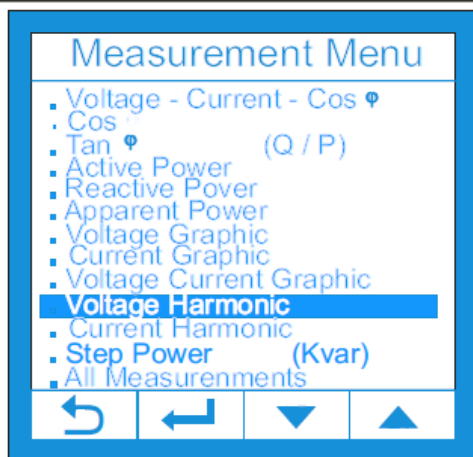 Measurement Menu
Voltage - Current - Cos φ
Cos
Tan φ (Q / P)
Active Power
Reactive Pover
Apparent Power
Voltage Graphic
Current Graphic
Voltage Current Graphic
Voltage Harmonic
Current Harmonic
Step Power (Kvar)
All Measurenments